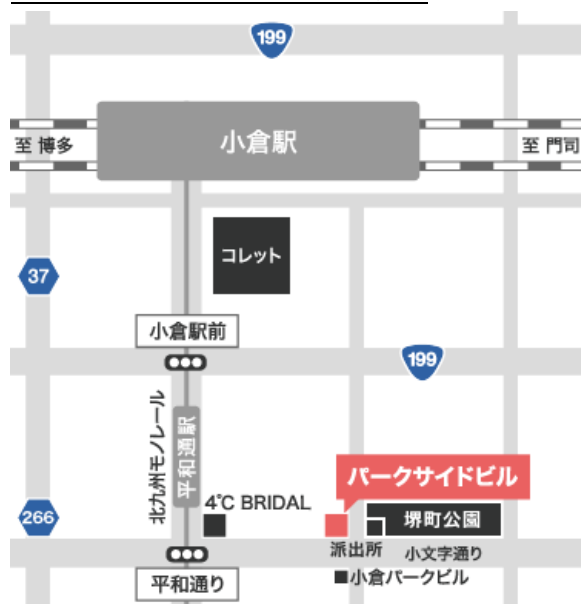 199
小倉駅
至 博多
至 門司
コレット
37
小倉駅前
199
北九州モノレール
平和通駅
パークサイドビル
4℃ BRIDAL
266
堺町公園
派出所
小文字通り
平和通り
■小倉パークビル